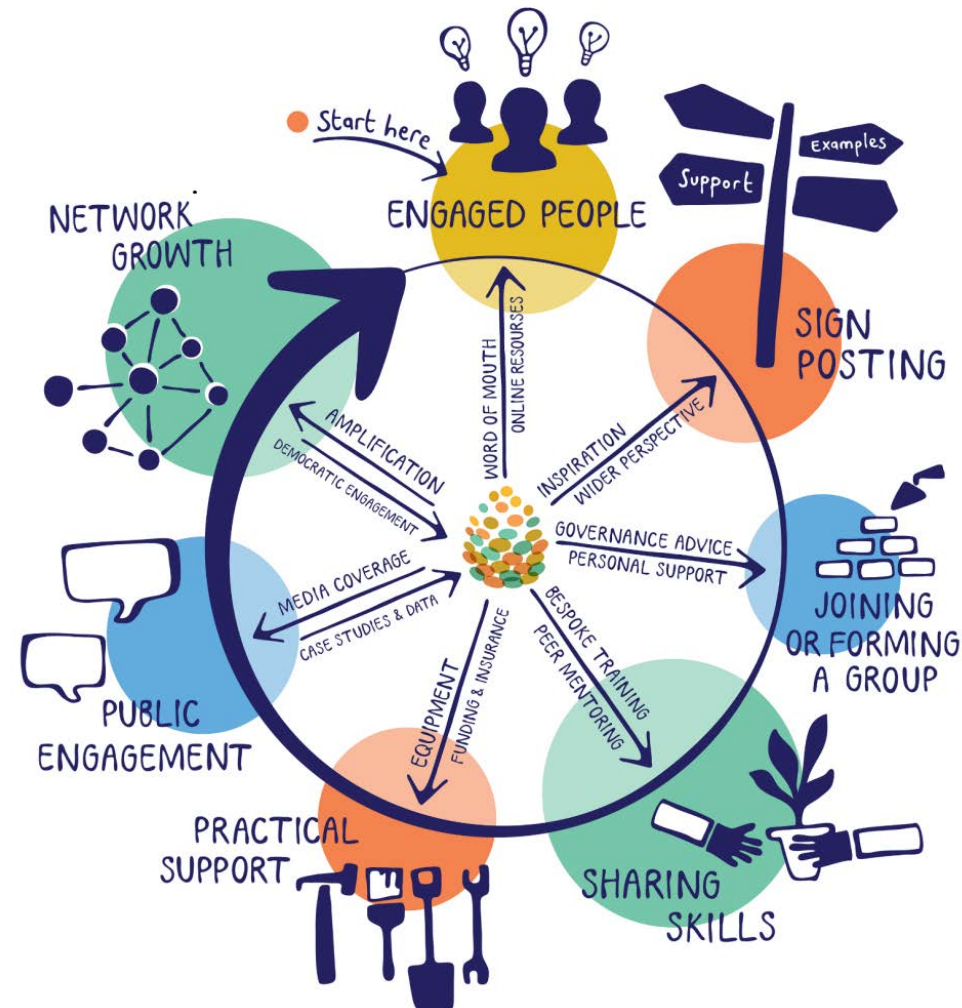 Start here
ENGAGED PEOPLE
Examples
Support
SIGN
POSTING
JOINING
OR FORMING
A GROUP
SHARING
SKILLS
PRACTICAL
SUPPORT
PUBLIC
ENGAGEMENT
NETWORK
GROWTH
WORD OF MOUTH
ONLINE RESOURSES
INSPIRATION
WIDER PERSPECTIVE
GOVERNANCE ADVICE
PERSONAL SUPPORT
BESPOKE TRAINING
PEER MENTORING
EQUIPMENT
FUNDING & INSURANCE
MEDIA COVERAGE
CASE STUDIES & DATA
AMPLIFICATION
DEMOCRATIC ENGAGEMENT